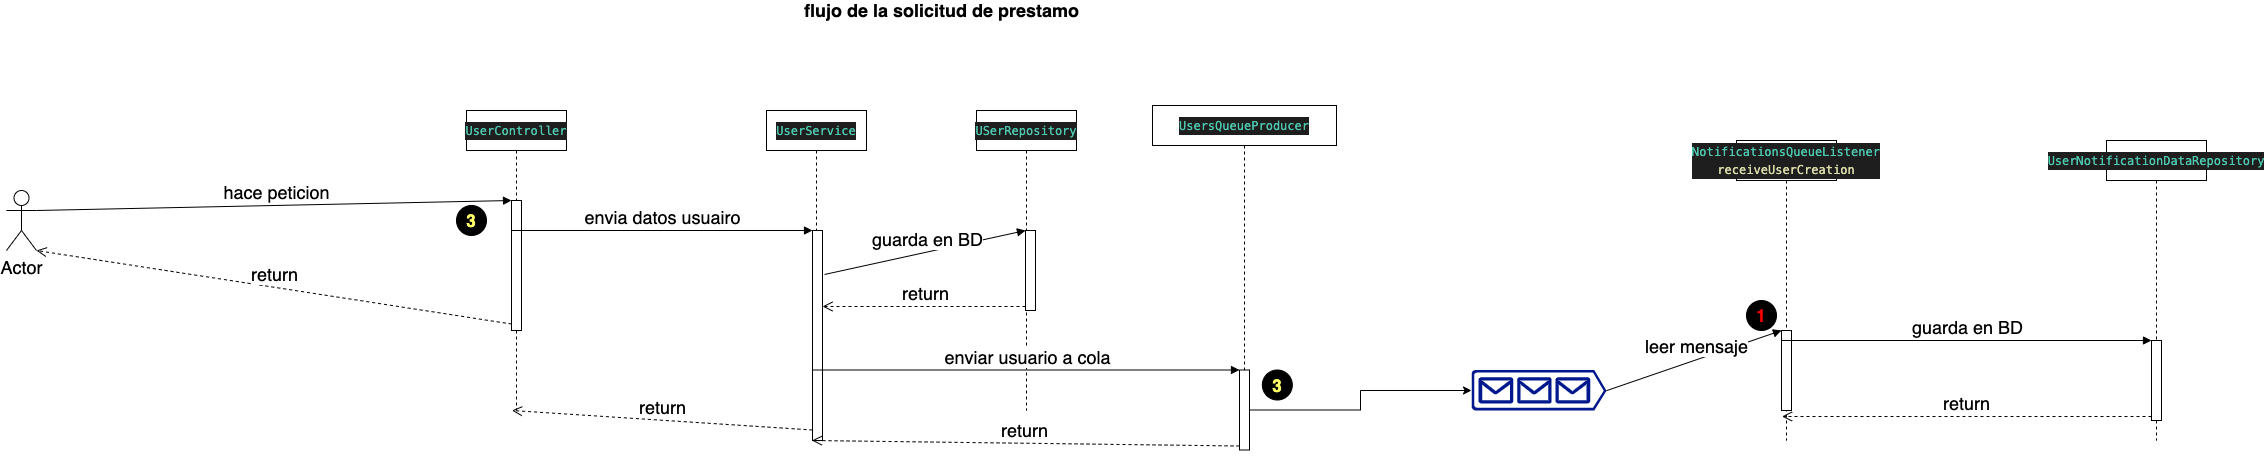 flujo de la solicitud de prestamo
UserController
UserService
USerRepository
UsersQueueProducer
NotificationsQueueListener
receiveUserCreation
UserNotificationDataRepository
hace peticion
3
envia datos usuairo
guarda en BD
Actor
return
return
1
guarda en BD
leer mensaje
enviar usuario a cola
3
return
return
return